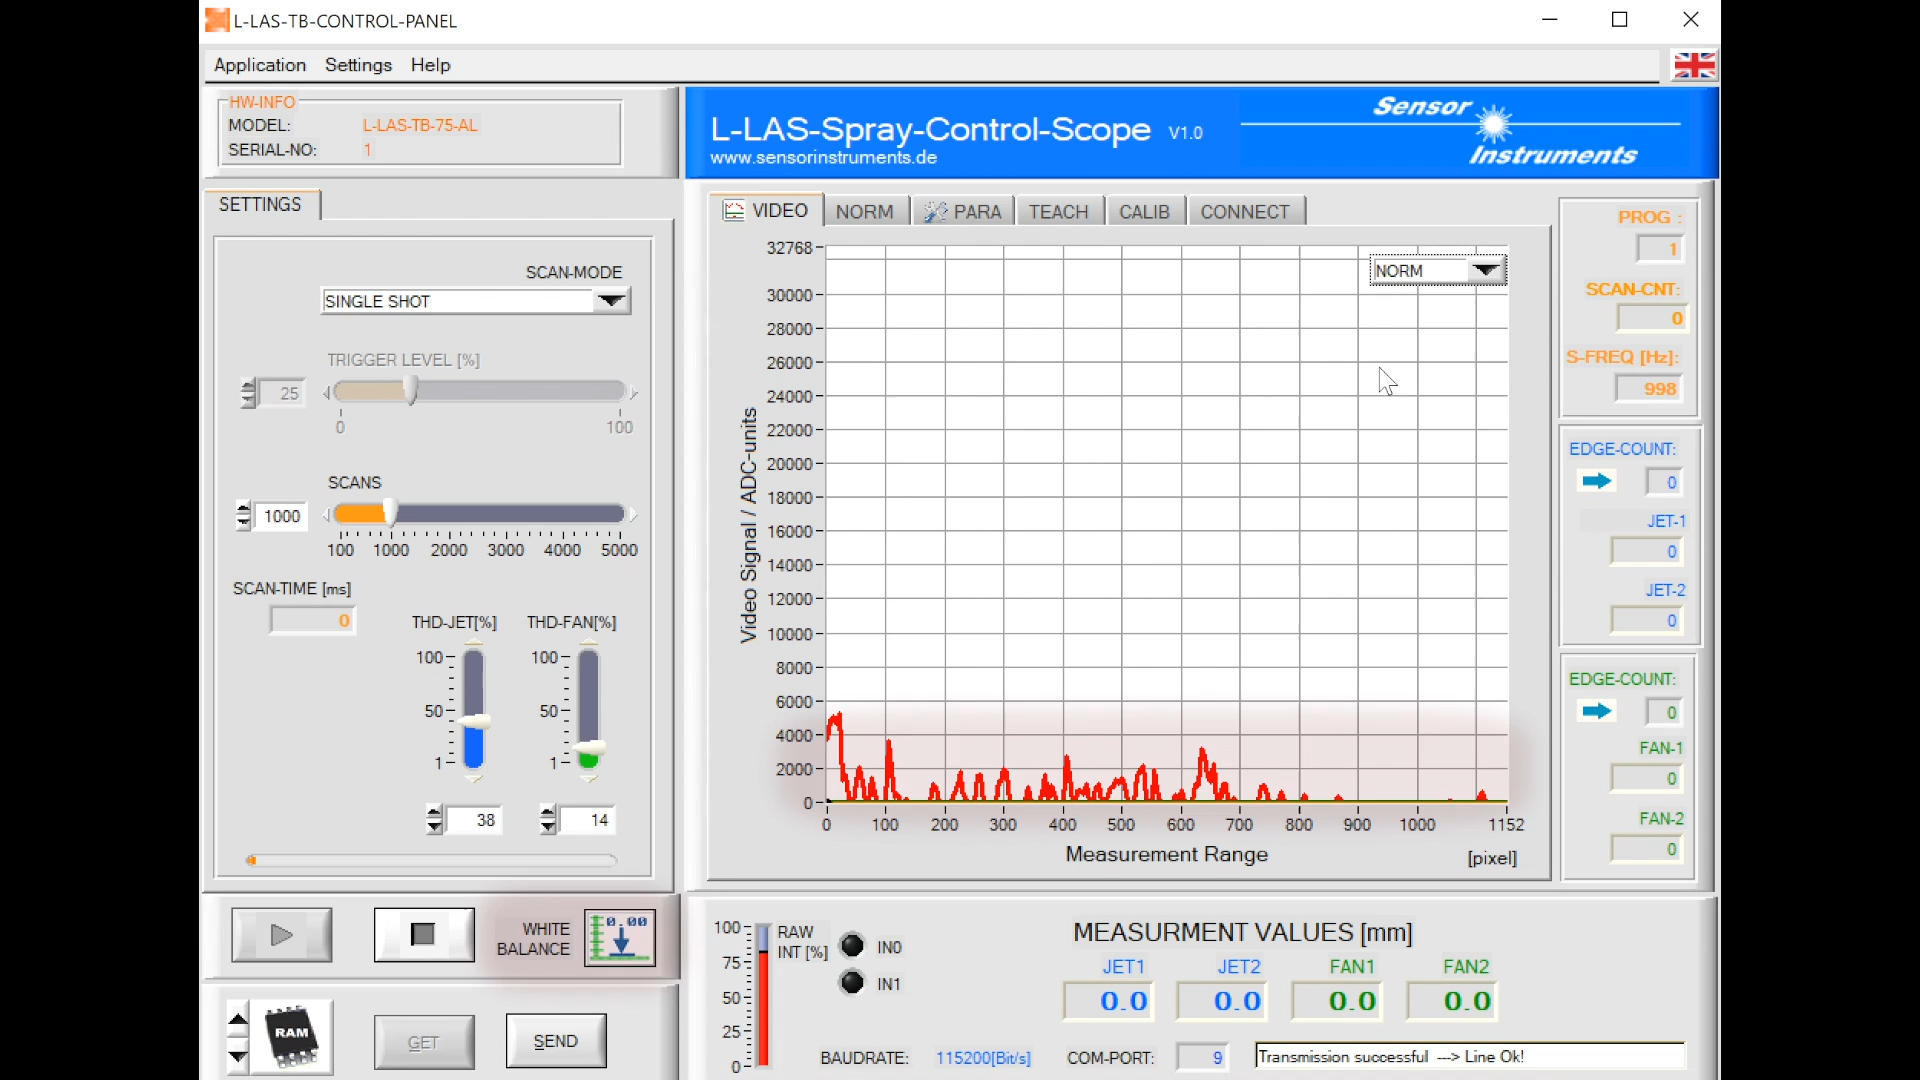 L-LAS-TB-CONTROL-PANEL
Application Settings Help
HW-INFO
MODEL: L-LAS-TB-75-AL
SERIAL-NO: 1
L-LAS-Spray-Control-Scope V1.0
www.sensorinstruments.de
Sensor
Instruments
SETTINGS
SCAN-MODE
SINGLE SHOT
TRIGGER LEVEL [%]
25
0 100
SCANS
1000
100 1000 2000 3000 4000 5000
SCAN-TIME [ms]
0
THD-JET[%] THD-FAN[%]
100 100
50 50
1 1
38 14
WHITE
BALANCE
0.00
RAM
GET
SEND
VIDEO NORM PARA TEACH CALIB CONNECT
NORM
Video Signal / ADC-units
32768
30000
28000
26000
24000
22000
20000
18000
16000
14000
12000
10000
8000
6000
4000
2000
0
0 100 200 300 400 500 600 700 800 900 1000 1152
Measurement Range [pixel]
PROG :
1
SCAN-CNT:
0
S-FREQ [Hz]:
998
EDGE-COUNT:
0
JET-1
0
JET-2
0
EDGE-COUNT:
0
FAN-1
0
FAN-2
0
100
75
50
25
0
RAW
INT [%]
IN0
IN1
MEASURMENT VALUES [mm]
JET1 JET2 FAN1 FAN2
0.0 0.0 0.0 0.0
BAUDRATE: 115200[Bit/s] COM-PORT: 9 Transmission successful ---> Line Ok!